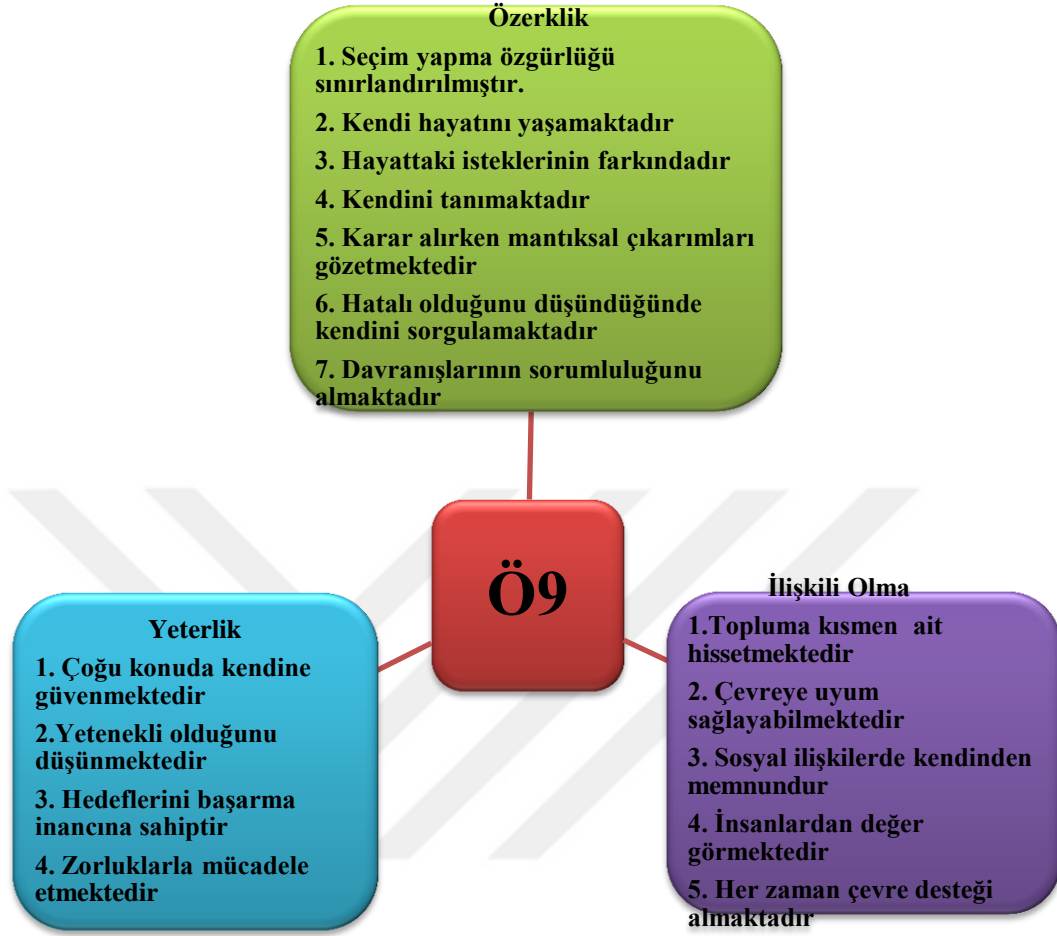 Özerklik
1. Seçim yapma özgürlüğü
sınırlandırılmıştır.
2. Kendi hayatını yaşamaktadır
3. Hayattaki isteklerinin farkındadır
4. Kendini tanımaktadır
5. Karar alırken mantıksal çıkarımları
gözetmektedir
6. Hatalı olduğunu düşündüğünde
kendini sorgulamaktadır
7. Davranışlarının sorumluluğunu
almaktadır
Ö9
Yeterlik
1. Çoğu konuda kendine
güvenmektedir
2.Yetenekli olduğunu
düşünmektedir
3. Hedeflerini başarma
inancına sahiptir
4. Zorluklarla mücadele
etmektedir
İlişkili Olma
1.Topluma kısmen ait
hissetmektedir
2. Çevreye uyum
sağlayabilmektedir
3. Sosyal ilişkilerde kendinden
memnundur
4. İnsanlardan değer
görmektedir
5. Her zaman çevre desteği
almaktadır